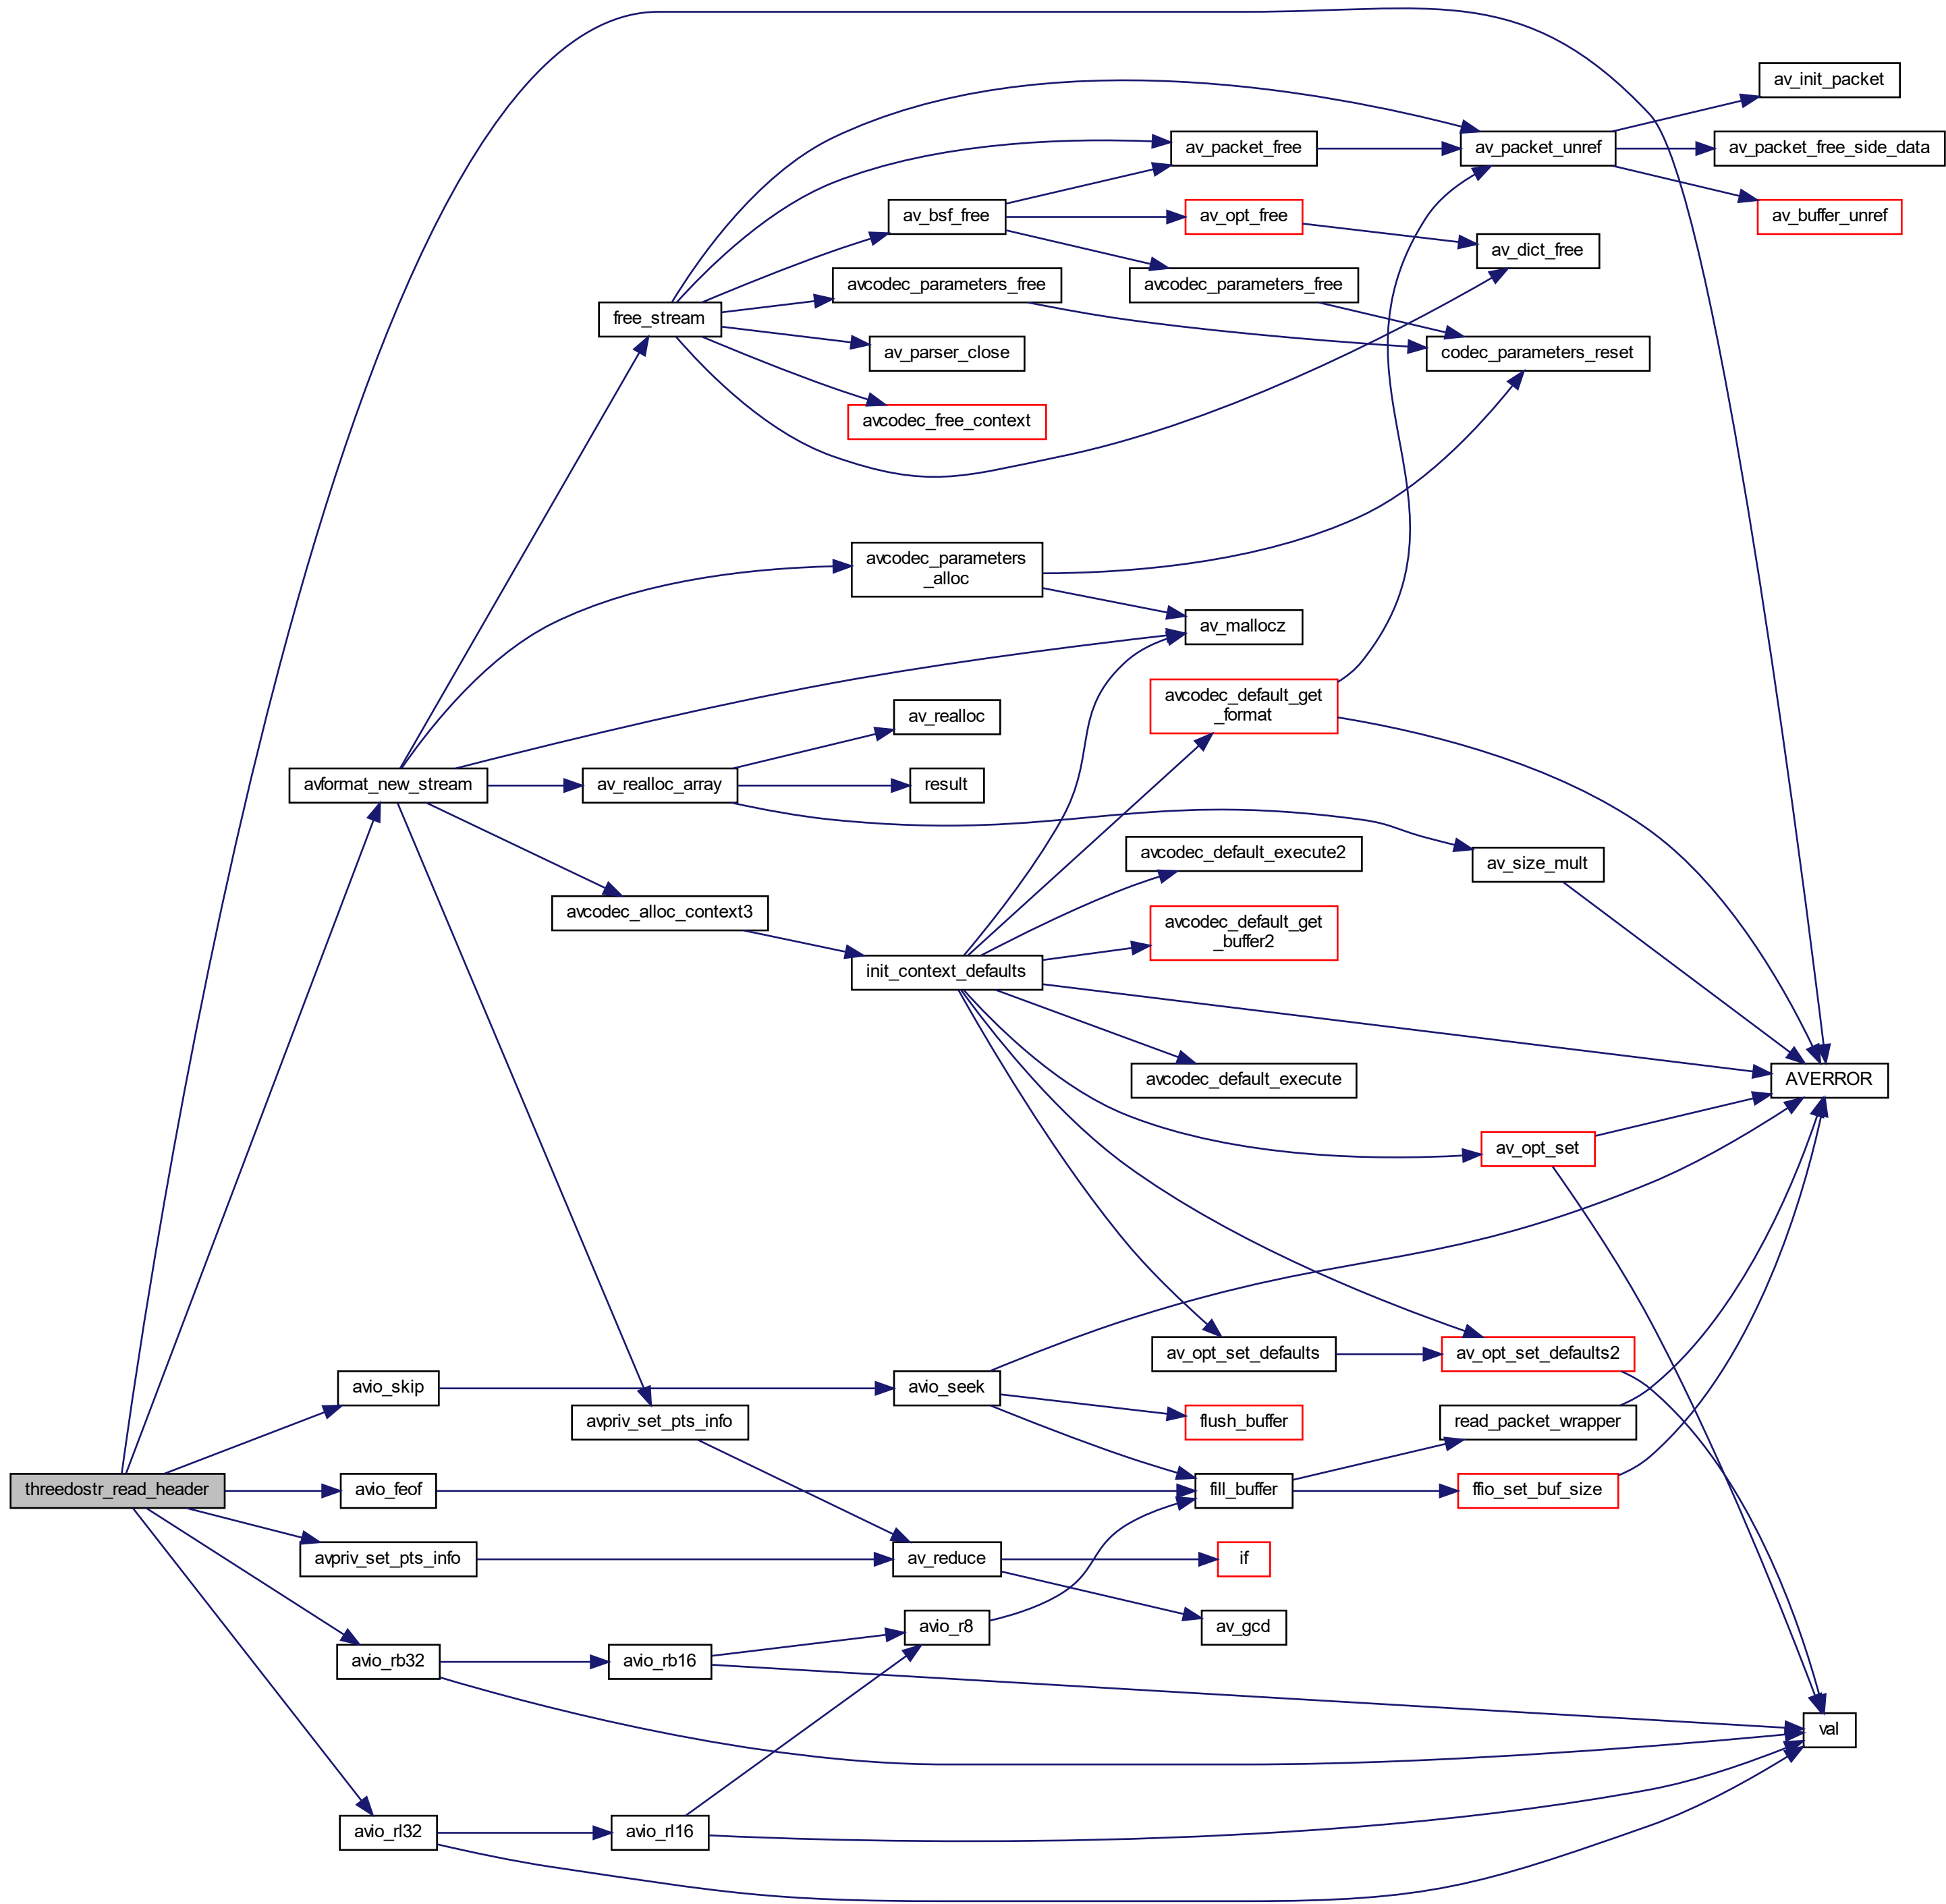 av_init_packet
av_packet_free
av_packet_unref
av_packet_free_side_data
av_bsf_free
av_opt_free
av_buffer_unref
av_dict_free
avcodec_parameters_free
avcodec_parameters_free
free_stream
av_parser_close
codec_parameters_reset
avcodec_free_context
avcodec_parameters
_alloc
av_mallocz
avcodec_default_get
_format
av_realloc
avformat_new_stream
av_realloc_array
result
avcodec_default_execute2
av_size_mult
avcodec_alloc_context3
avcodec_default_get
_buffer2
init_context_defaults
avcodec_default_execute
AVERROR
av_opt_set
av_opt_set_defaults
av_opt_set_defaults2
avio_skip
avio_seek
avpriv_set_pts_info
flush_buffer
read_packet_wrapper
threedostr_read_header
avio_feof
fill_buffer
ffio_set_buf_size
avpriv_set_pts_info
av_reduce
if
avio_r8
av_gcd
avio_rb32
avio_rb16
val
avio_rl32
avio_rl16